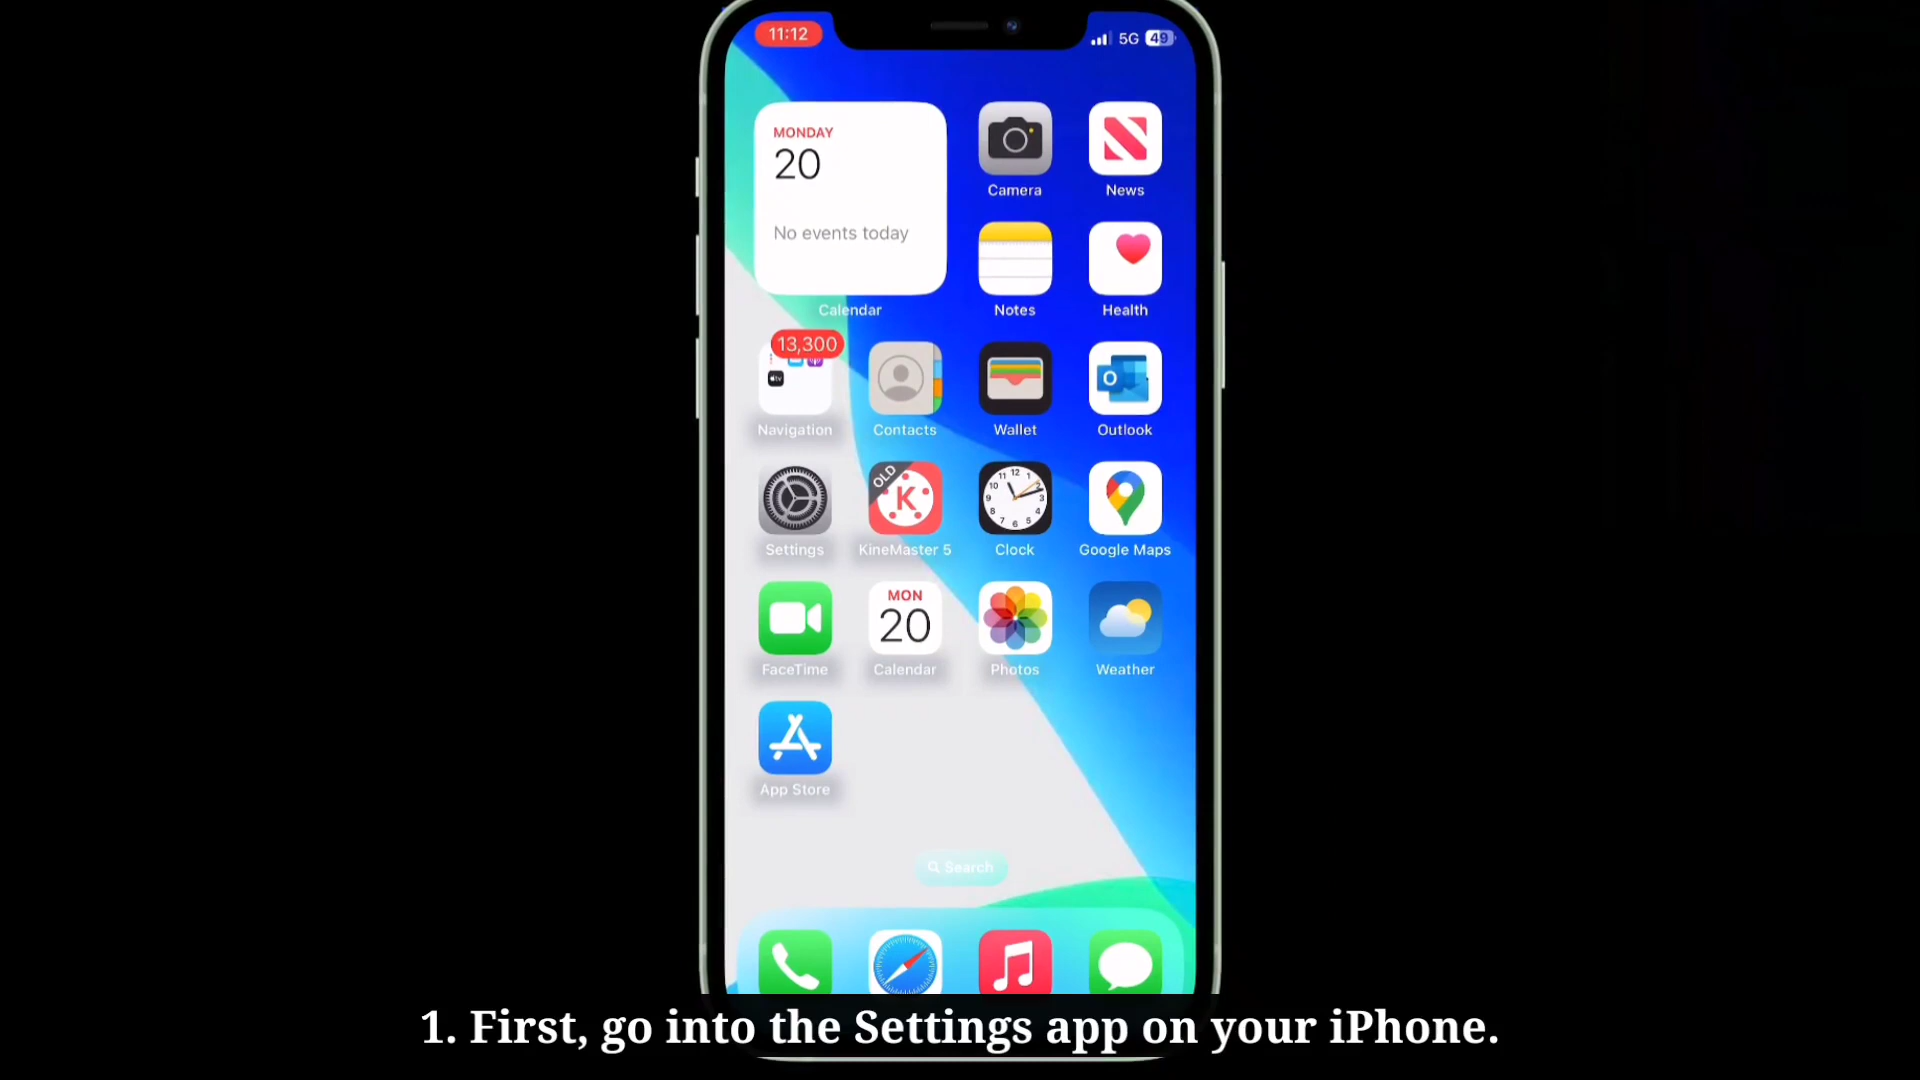 11:12
5G 49
MONDAY
20
No events today
Calendar
Camera
News
Notes
Health
13,300
Navigation
Contacts
Wallet
Outlook
Settings
OLD
K
KineMaster 5
Clock
Google Maps
FaceTime
MON
20
Calendar
Photos
Weather
App Store
Search
1. First, go into the Settings app on your iPhone.